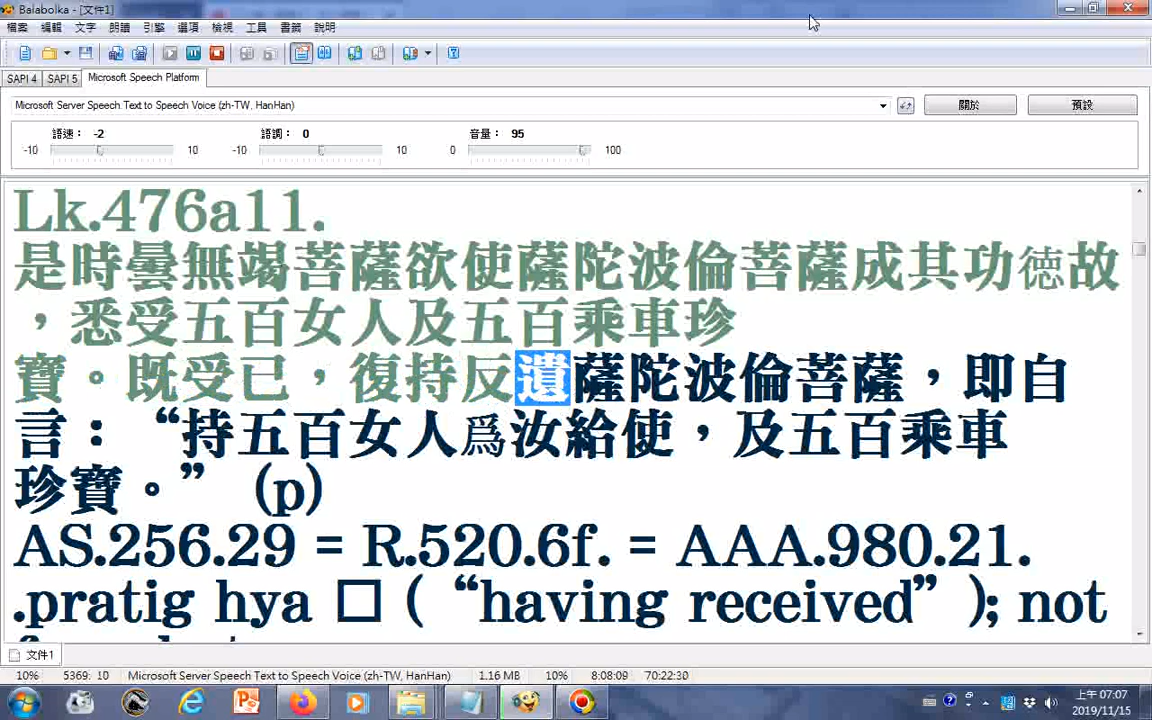 Balabolka - [文件1]
檔案 編輯 文字 朗讀 引擎 選項 檢視 工具 書籤 說明
SAPI 4 SAPI 5 Microsoft Speech Platform
Microsoft Server Speech Text to Speech Voice (zh-TW, HanHan) 關於 預設
語速： -2 語調： 0 音量： 95
-10 10 -10 10 0 100
Lk.476a11.
是時曇無竭菩薩欲使薩陀波倫菩薩成其功徳故
，悉受五百女人及五百乘車珍
寶。既受已，復持反遺薩陀波倫菩薩，即自
言：“持五百女人爲汝給使，及五百乘車
珍寶。” (p)
AS.256.29 = R.520.6f. = AAA.980.21.
.pratig hya □ (“having received”); not
文件1
10% 5369: 10 Microsoft Server Speech Text to Speech Voice (zh-TW, HanHan) 1.16 MB 10% 8:08:09 70:22:30
上午 07:07
2019/11/15